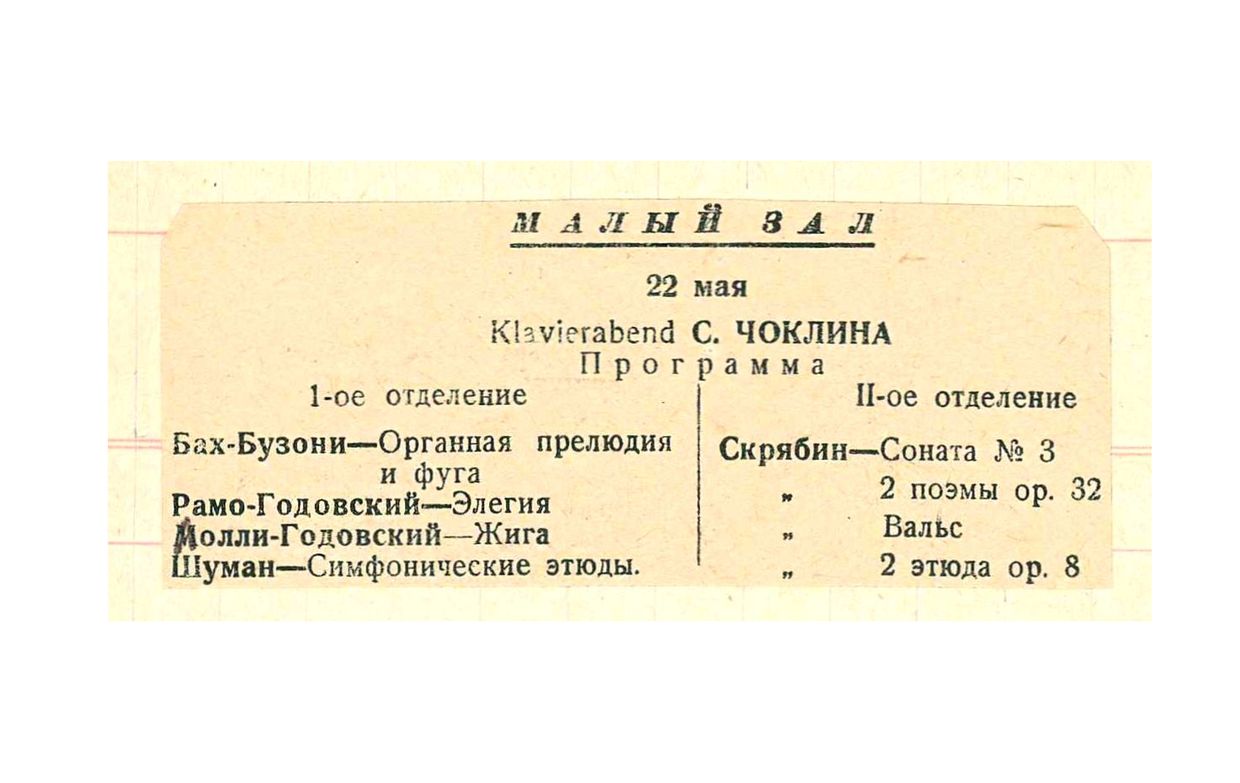 МАЛЫЙ ЗАЛ
22 мая
Klavierabend С. ЧОКЛИНА
Программа
I-ое отделение
Бах-Бузони—Органная прелюдия
и фуга
Рамо-Годовский—Элегия
Молли-Годовский—Жига
Шуман—Симфонические этюды.
II-ое отделение
Скрябин—Соната № 3
„ 2 поэмы ор. 32
„ Вальс
„ 2 этюда ор. 8